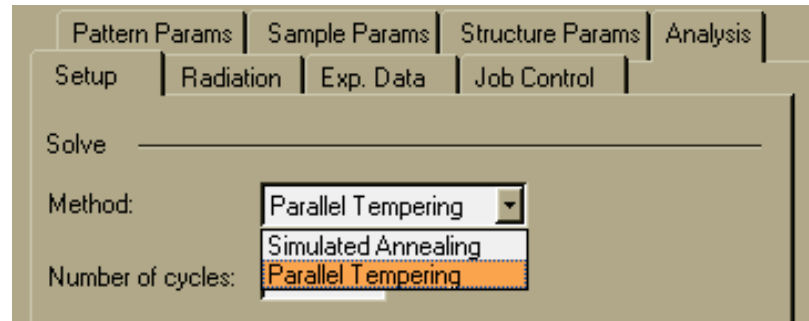 Pattern Params Sample Params Structure Params Analysis
Setup Radiation Exp. Data Job Control
Solve
Method: Parallel Tempering
Simulated Annealing
Number of cycles: Parallel Tempering